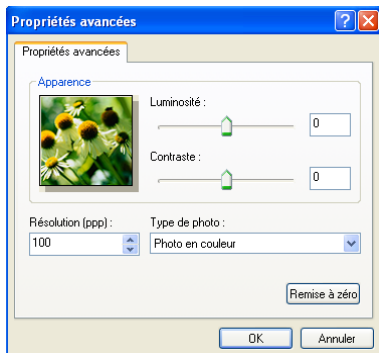 Propriétés avancées
Propriétés avancées
Apparence
Luminosité :
0
Contraste :
0
Résolution (ppp) :
Type de photo :
100
Photo en couleur
Remise à zéro
OK
Annuler